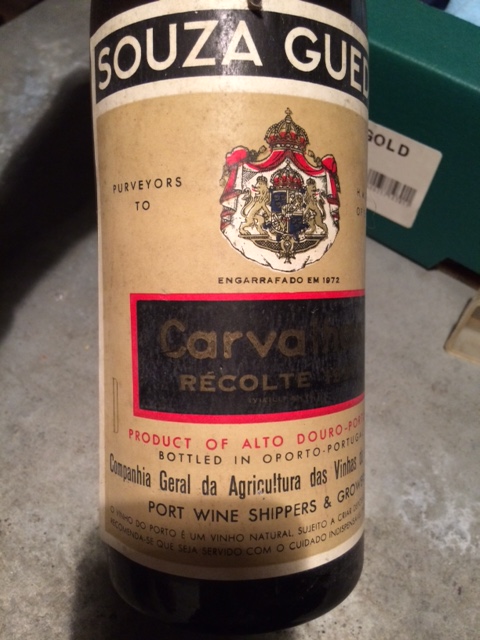 SOUZA GUED
GOLD
PURVEYORS
TO
ENGARRAFADO EM 1972
RÉCOLTE
PRODUCT OF ALTO DOURO-PORT
BOTTLED IN OPORTO-PORTUGAL
Companhia Geral da Agricultura das Vinhas
PORT WINE SHIPPERS & GROW
O VINHO DO PORTO É UM VINHO NATURAL, SUJEITO A CRIAR
RECOMENDA-SE QUE SEJA SERVIDO COM O CUIDADO